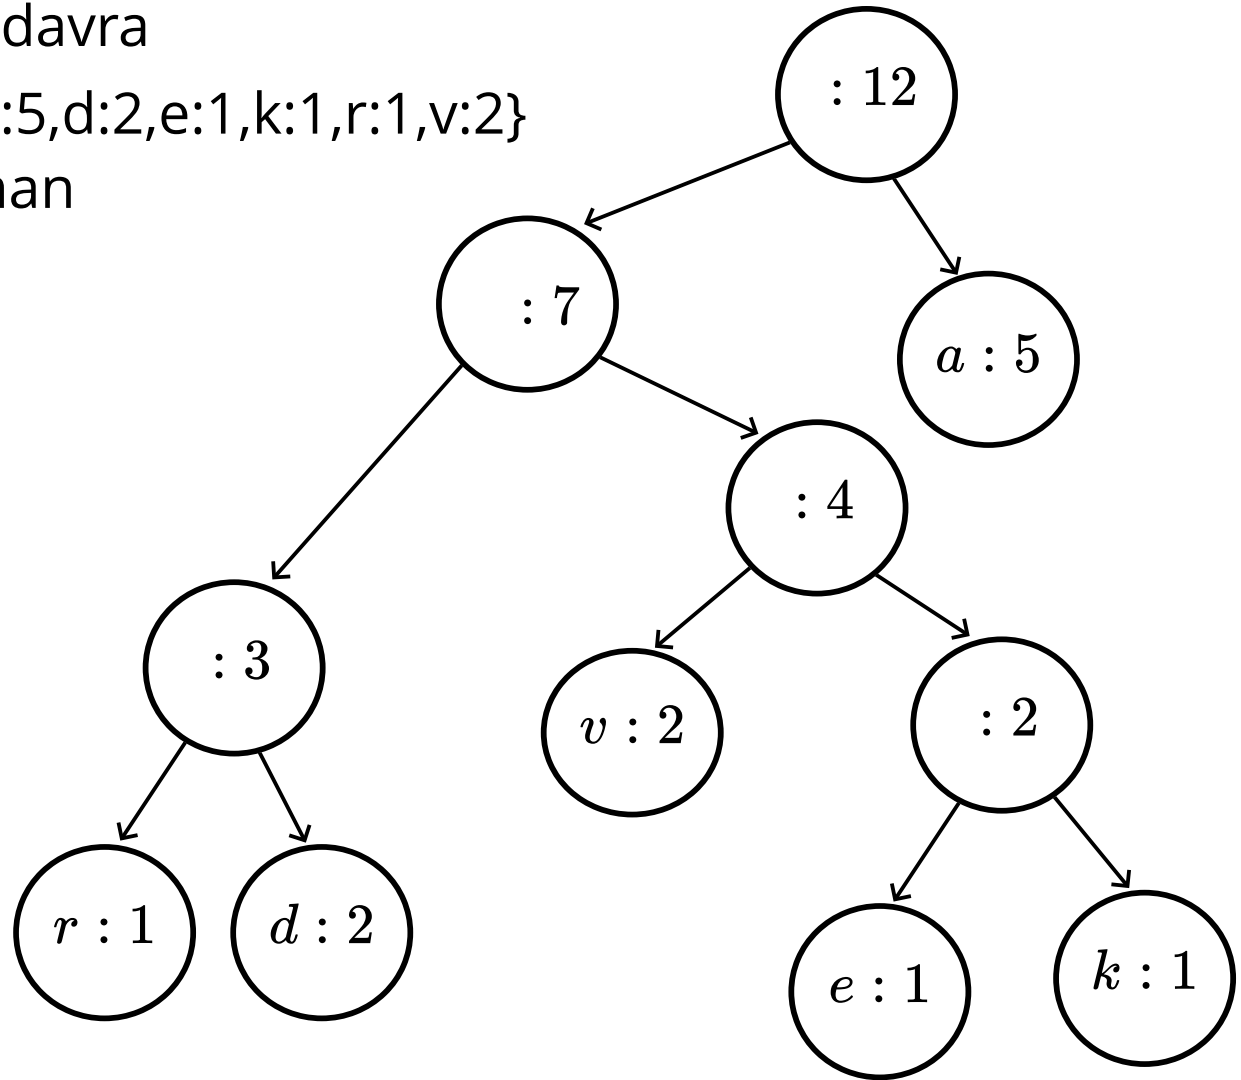 davra
:5,d:2,e:1,k:1,r:1,v:2}
nan
: 12
: 7
a : 5
: 4
: 3
v : 2
: 2
r : 1
d : 2
e : 1
k : 1